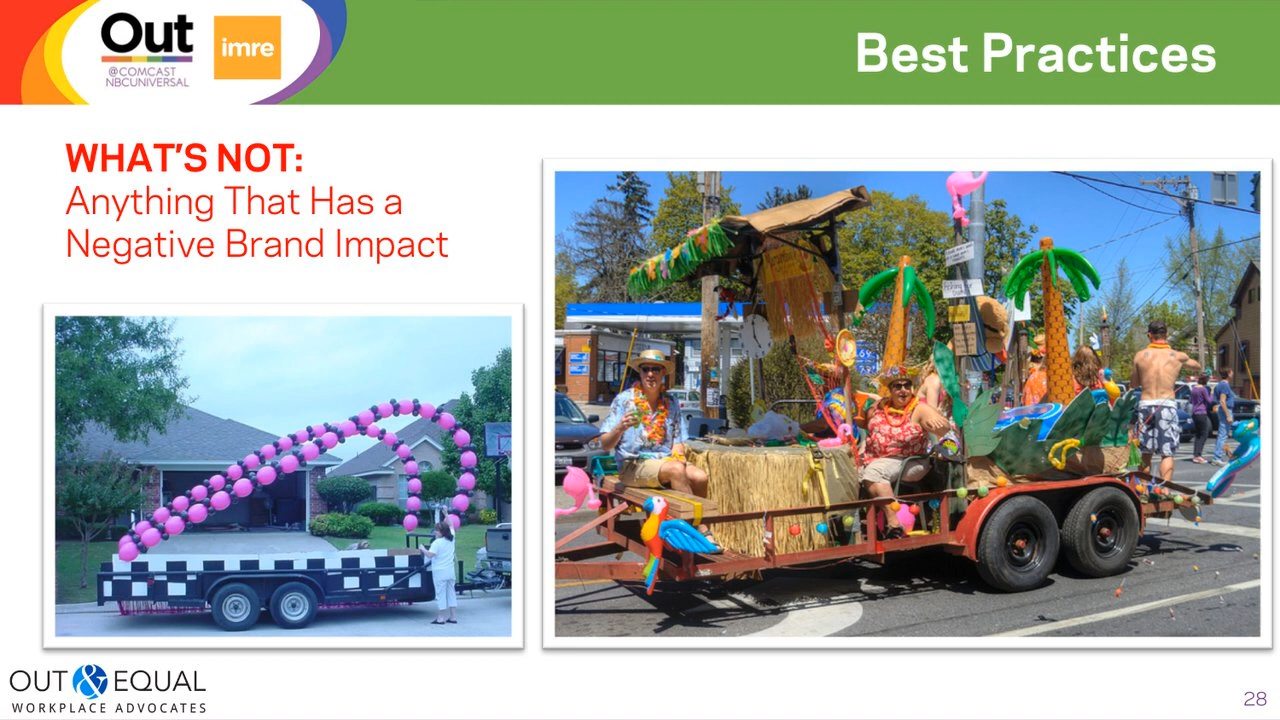 Out
@COMCAST
NBCUNIVERSAL
imre
Best Practices
WHAT'S NOT:
Anything That Has a
Negative Brand Impact
OUT & EQUAL
WORKPLACE ADVOCATES
28